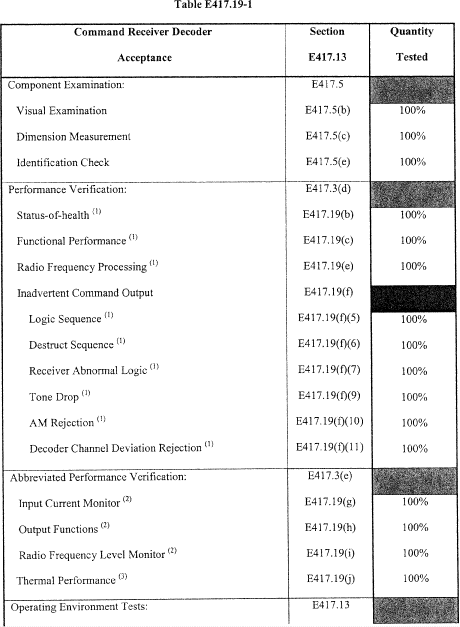 Table E417.19-1
Command Receiver Decoder Section Quantity
Acceptance E417.13 Tested
Component Examination: E417.5
Visual Examination E417.5(b) 100%
Dimension Measurement E417.5(c) 100%
Identification Check E417.5(e) 100%
Performance Verification: E417.3(d)
Status-of-health (1) E417.19(b) 100%
Functional Performance (1) E417.19(c) 100%
Radio Frequency Processing (1) E417.19(e) 100%
Inadvertent Command Output E417.19(f)
Logic Sequence (1) E417.19(f)(5) 100%
Destruct Sequence (1) E417.19(f)(6) 100%
Receiver Abnormal Logic (1) E417.19(f)(7) 100%
Tone Drop (1) E417.19(f)(9) 100%
AM Rejection (1) E417.19(f)(10) 100%
Decoder Channel Deviation Rejection (1) E417.19(f)(11) 100%
Abbreviated Performance Verification: E417.3(e)
Input Current Monitor (2) E417.19(g) 100%
Output Functions (2) E417.19(h) 100%
Radio Frequency Level Monitor (2) E417.19(i) 100%
Thermal Performance (3) E417.19(j) 100%
Operating Environment Tests: E417.13